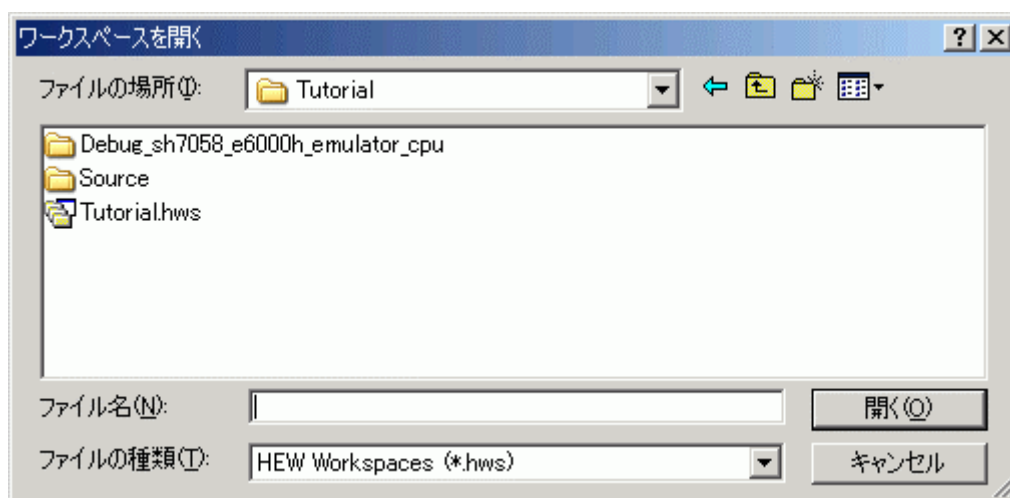 ワークスペースを開く
ファイルの場所(I):
Tutorial
Debug_sh7058_e6000h_emulator_cpu
Source
Tutorial.hws
ファイル名(N):
開く(O)
ファイルの種類(T):
HEW Workspaces (*.hws)
キャンセル